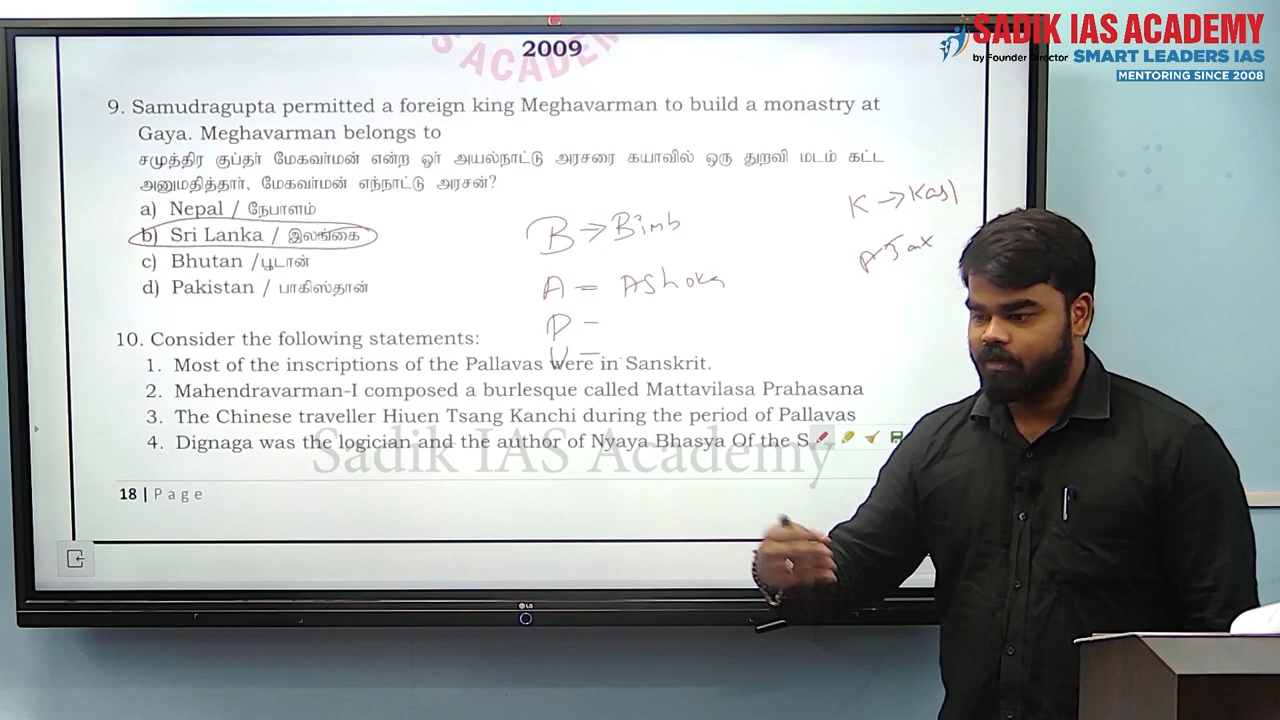 SADIK IAS ACADEMY
by Founder Director SMART LEADERS IAS
MENTORING SINCE 2008
S ACADEM
2009
9. Samudragupta permitted a foreign king Meghavarman to build a monastry at
Gaya. Meghavarman belongs to
சமுத்திர குப்தர் மேகவர்மன் என்ற ஓர் அயல்நாட்டு அரசரை கயாவில் ஒரு துறவி மடம் கட்ட
அனுமதித்தார், மேகவர்மன் எந்நாட்டு அரசன்?
a) Nepal / நேபாளம்
b) Sri Lanka / இலங்கை
c) Bhutan /பூடான்
d) Pakistan / பாகிஸ்தான்
B → Bimb
A = AShoka
P –
V –
K → Kas
10. Consider the following statements:
1. Most of the inscriptions of the Pallavas were in Sanskrit.
2. Mahendravarman-I composed a burlesque called Mattavilasa Prahasana
3. The Chinese traveller Hiuen Tsang Kanchi during the period of Pallavas
4. Dignaga was the logician and the author of Nyaya Bhasya Of the S
Sadik IAS Academy
18 | Page
LG